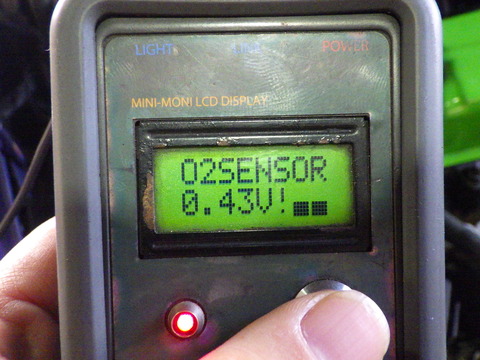 LIGHT
POWER
MINI-MONI LCD DISPLAY
O2SENSOR
0.43V!